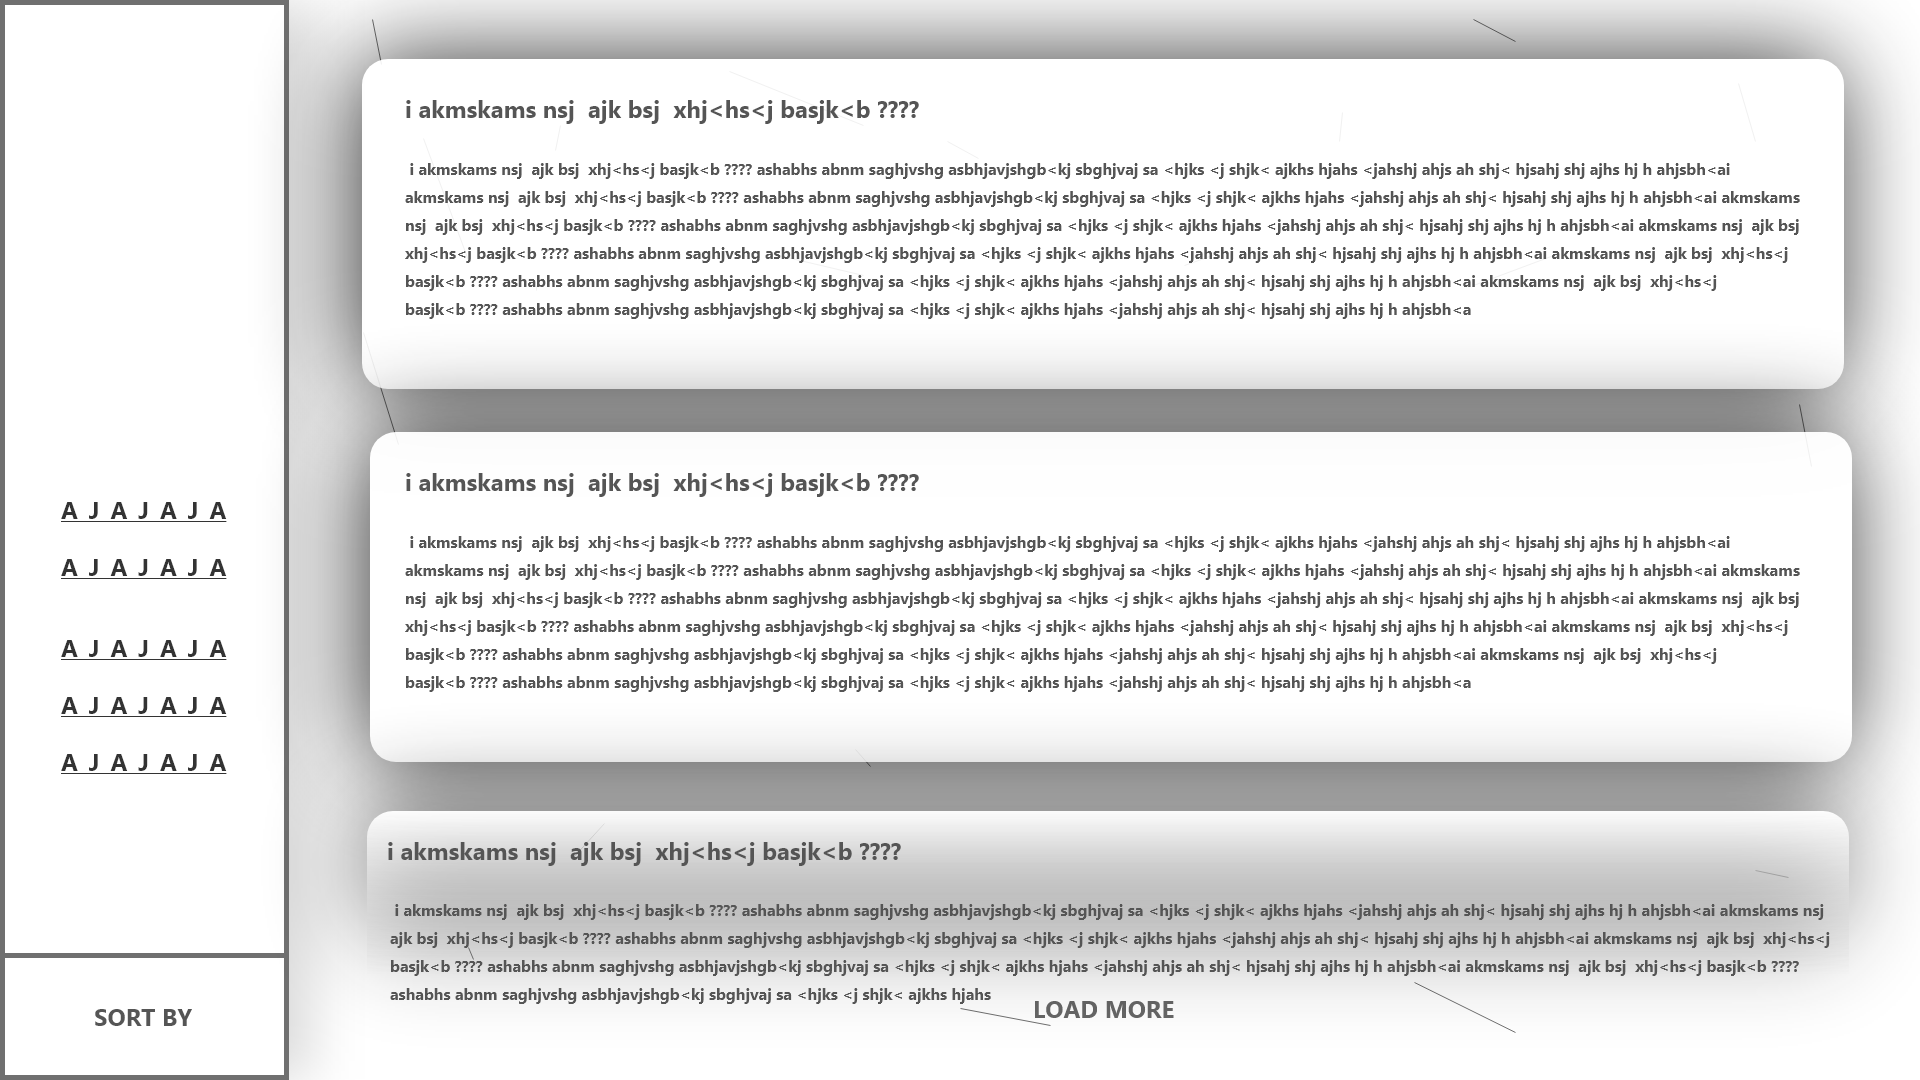 A J A J A J A
A J A J A J A
A J A J A J A
A J A J A J A
A J A J A J A
SORT BY
i akmskams nsj  ajk bsj  xhj<hs<j basjk<b ????
i akmskams nsj  ajk bsj  xhj<hs<j basjk<b ???? ashabhs abnm saghjvshg asbhjavjshgb<kj sbghjvaj sa <hjks <j shjk< ajkhs hjahs <jahshj ahjs ah shj< hjsahj shj ajhs hj h ahjsbh<ai
akmskams nsj  ajk bsj  xhj<hs<j basjk<b ???? ashabhs abnm saghjvshg asbhjavjshgb<kj sbghjvaj sa <hjks <j shjk< ajkhs hjahs <jahshj ahjs ah shj< hjsahj shj ajhs hj h ahjsbh<ai akmskams
nsj  ajk bsj  xhj<hs<j basjk<b ???? ashabhs abnm saghjvshg asbhjavjshgb<kj sbghjvaj sa <hjks <j shjk< ajkhs hjahs <jahshj ahjs ah shj< hjsahj shj ajhs hj h ahjsbh<ai akmskams nsj  ajk bsj
xhj<hs<j basjk<b ???? ashabhs abnm saghjvshg asbhjavjshgb<kj sbghjvaj sa <hjks <j shjk< ajkhs hjahs <jahshj ahjs ah shj< hjsahj shj ajhs hj h ahjsbh<ai akmskams nsj  ajk bsj  xhj<hs<j
basjk<b ???? ashabhs abnm saghjvshg asbhjavjshgb<kj sbghjvaj sa <hjks <j shjk< ajkhs hjahs <jahshj ahjs ah shj< hjsahj shj ajhs hj h ahjsbh<ai akmskams nsj  ajk bsj  xhj<hs<j
basjk<b ???? ashabhs abnm saghjvshg asbhjavjshgb<kj sbghjvaj sa <hjks <j shjk< ajkhs hjahs <jahshj ahjs ah shj< hjsahj shj ajhs hj h ahjsbh<a
i akmskams nsj  ajk bsj  xhj<hs<j basjk<b ????
i akmskams nsj  ajk bsj  xhj<hs<j basjk<b ???? ashabhs abnm saghjvshg asbhjavjshgb<kj sbghjvaj sa <hjks <j shjk< ajkhs hjahs <jahshj ahjs ah shj< hjsahj shj ajhs hj h ahjsbh<ai
akmskams nsj  ajk bsj  xhj<hs<j basjk<b ???? ashabhs abnm saghjvshg asbhjavjshgb<kj sbghjvaj sa <hjks <j shjk< ajkhs hjahs <jahshj ahjs ah shj< hjsahj shj ajhs hj h ahjsbh<ai akmskams
nsj  ajk bsj  xhj<hs<j basjk<b ???? ashabhs abnm saghjvshg asbhjavjshgb<kj sbghjvaj sa <hjks <j shjk< ajkhs hjahs <jahshj ahjs ah shj< hjsahj shj ajhs hj h ahjsbh<ai akmskams nsj  ajk bsj
xhj<hs<j basjk<b ???? ashabhs abnm saghjvshg asbhjavjshgb<kj sbghjvaj sa <hjks <j shjk< ajkhs hjahs <jahshj ahjs ah shj< hjsahj shj ajhs hj h ahjsbh<ai akmskams nsj  ajk bsj  xhj<hs<j
basjk<b ???? ashabhs abnm saghjvshg asbhjavjshgb<kj sbghjvaj sa <hjks <j shjk< ajkhs hjahs <jahshj ahjs ah shj< hjsahj shj ajhs hj h ahjsbh<ai akmskams nsj  ajk bsj  xhj<hs<j
basjk<b ???? ashabhs abnm saghjvshg asbhjavjshgb<kj sbghjvaj sa <hjks <j shjk< ajkhs hjahs <jahshj ahjs ah shj< hjsahj shj ajhs hj h ahjsbh<a
i akmskams nsj  ajk bsj  xhj<hs<j basjk<b ????
i akmskams nsj  ajk bsj  xhj<hs<j basjk<b ???? ashabhs abnm saghjvshg asbhjavjshgb<kj sbghjvaj sa <hjks <j shjk< ajkhs hjahs <jahshj ahjs ah shj< hjsahj shj ajhs hj h ahjsbh<ai akmskams nsj
ajk bsj  xhj<hs<j basjk<b ???? ashabhs abnm saghjvshg asbhjavjshgb<kj sbghjvaj sa <hjks <j shjk< ajkhs hjahs <jahshj ahjs ah shj< hjsahj shj ajhs hj h ahjsbh<ai akmskams nsj  ajk bsj  xhj<hs<j
basjk<b ???? ashabhs abnm saghjvshg asbhjavjshgb<kj sbghjvaj sa <hjks <j shjk< ajkhs hjahs <jahshj ahjs ah shj< hjsahj shj ajhs hj h ahjsbh<ai akmskams nsj  ajk bsj  xhj<hs<j basjk<b ????
ashabhs abnm saghjvshg asbhjavjshgb<kj sbghjvaj sa <hjks <j shjk< ajkhs hjahs
LOAD MORE